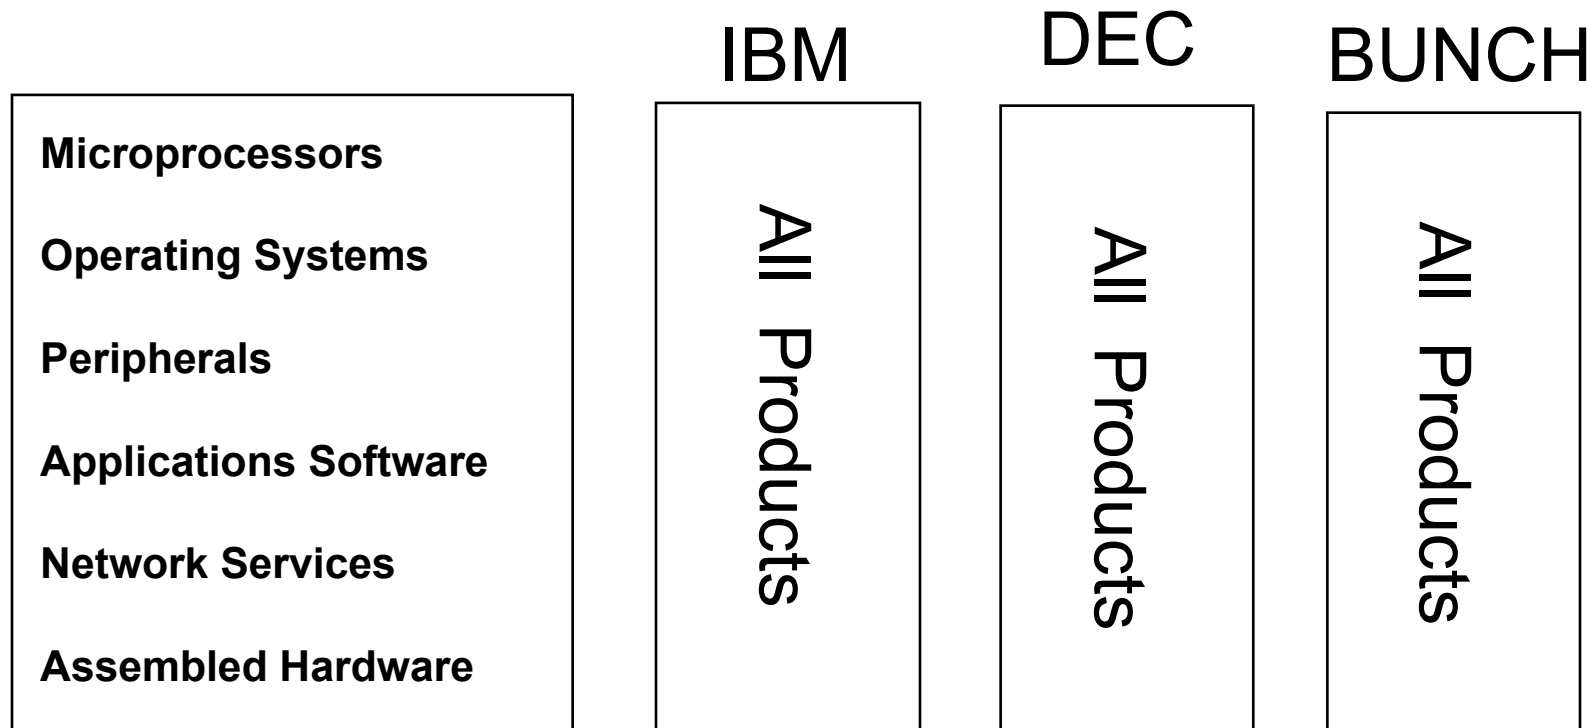 IBM
DEC
BUNCH
Microprocessors
Operating Systems
Peripherals
Applications Software
Network Services
Assembled Hardware
All Products
All Products
All Products